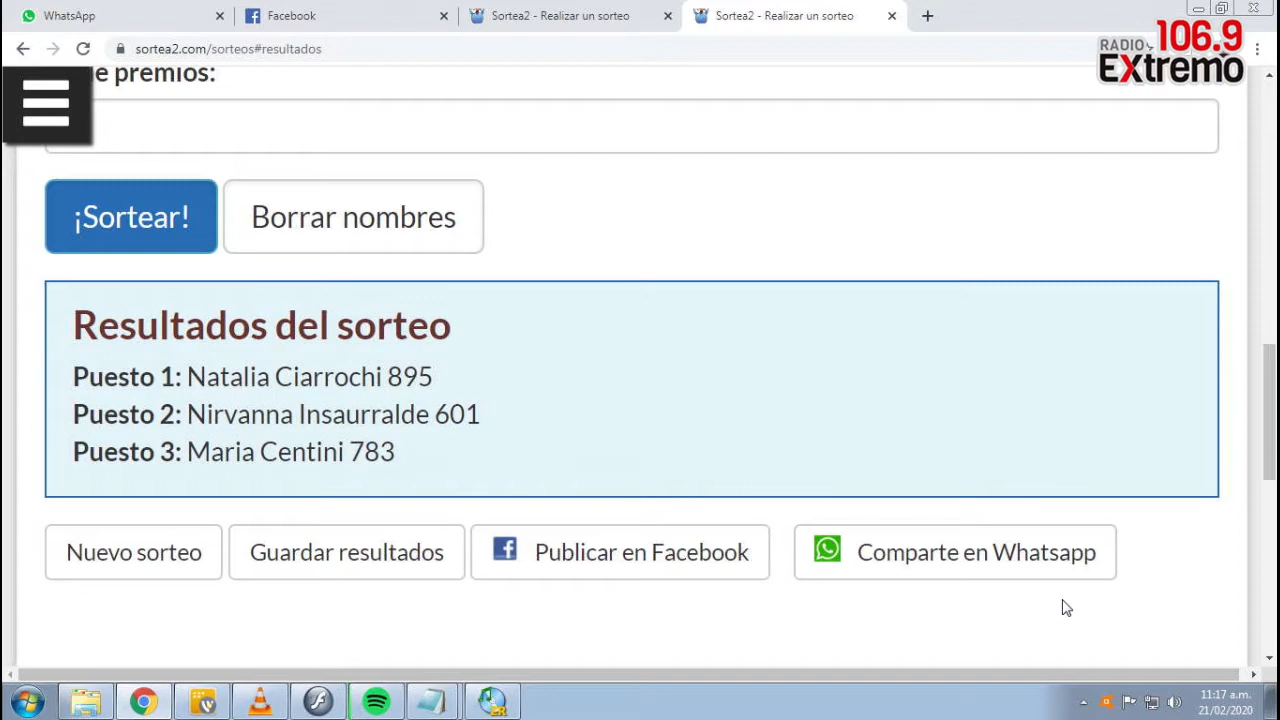 WhatsApp
Facebook
Sortea2 - Realizar un sorteo
Sortea2 - Realizar un sorteo
sortea2.com/sorteos#resultados
RADIO 106.9
EXtremo
e premios:
¡Sortear!
Borrar nombres
Resultados del sorteo
Puesto 1: Natalia Ciarrochi 895
Puesto 2: Nirvanna Insaurralde 601
Puesto 3: Maria Centini 783
Nuevo sorteo
Guardar resultados
Publicar en Facebook
Comparte en Whatsapp
11:17 a.m.
21/02/2020